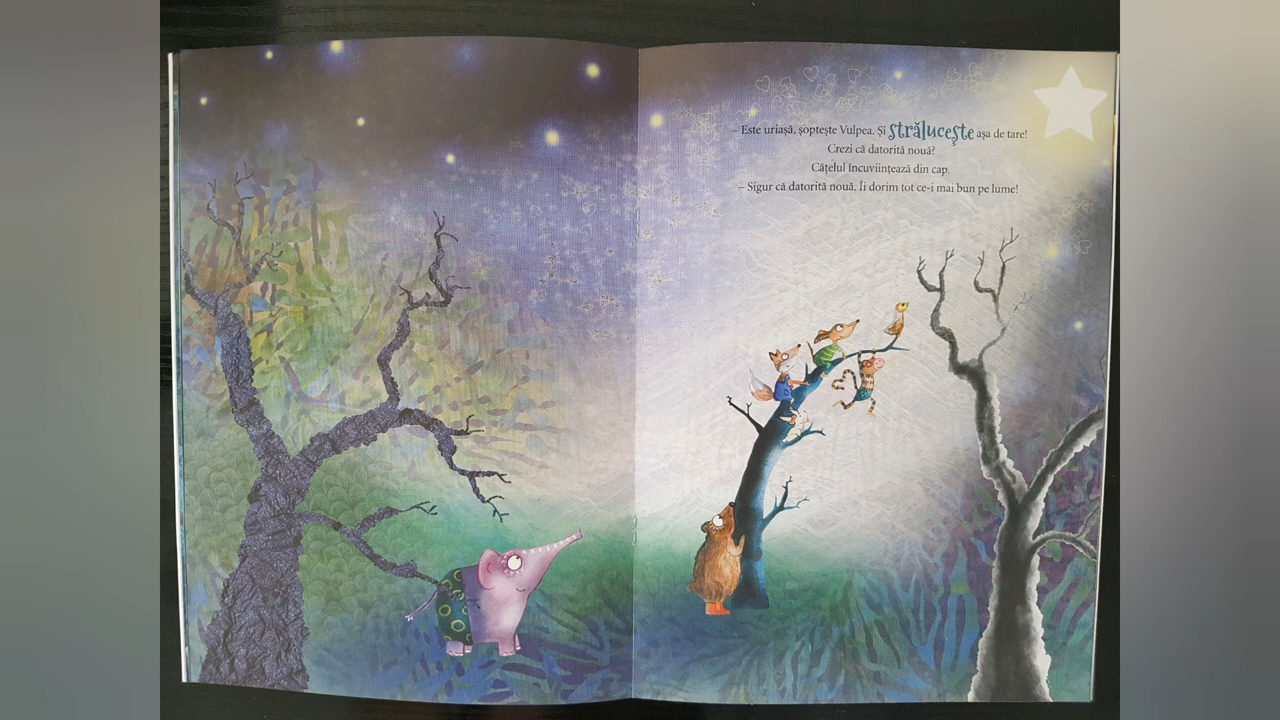 – Este uriașă, șoptește Vulpea. Și strălucește așa de tare!
Crezi că datorită nouă?
Cățelul încuviințează din cap.
– Sigur că datorită nouă. Îi dorim tot ce-i mai bun pe lume!